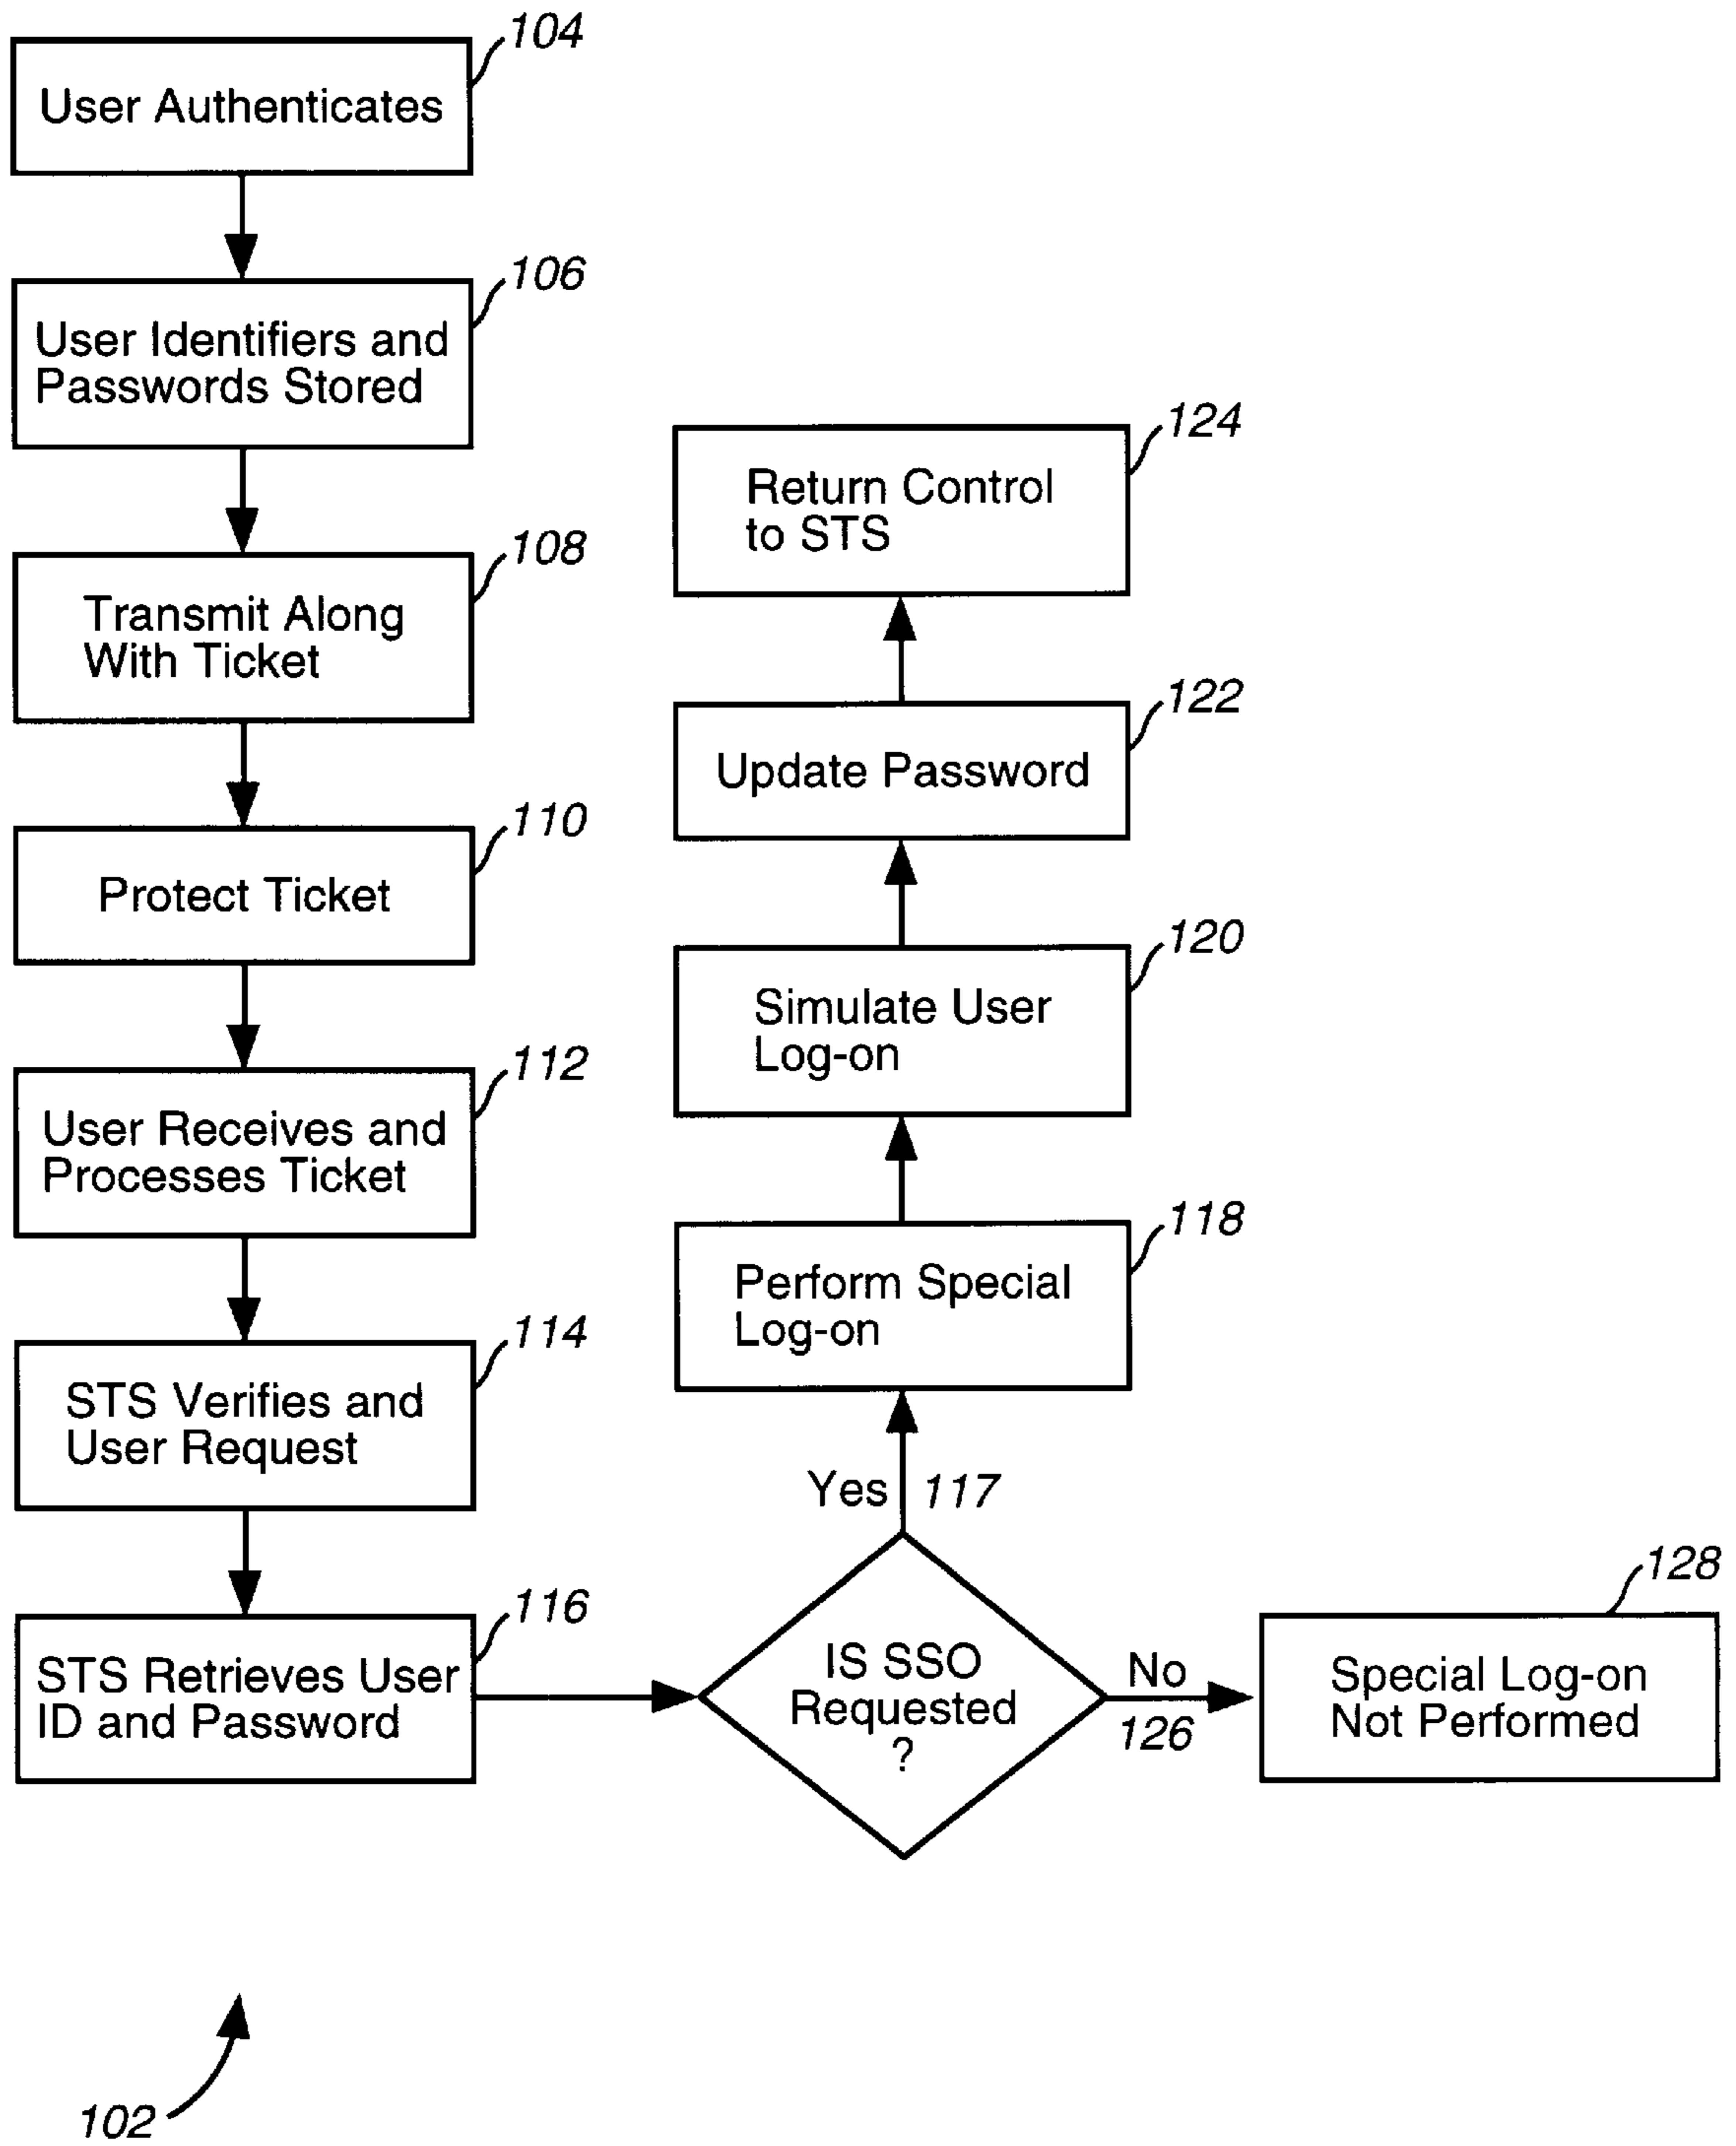 104
User Authenticates
106
User Identifiers and
Passwords Stored
108
Transmit Along
With Ticket
110
Protect Ticket
112
User Receives and
Processes Ticket
114
STS Verifies and
User Request
116
STS Retrieves User
ID and Password
IS SSO
Requested
?
Yes 117
118
Perform Special
Log-on
120
Simulate User
Log-on
122
Update Password
124
Return Control
to STS
No
126
128
Special Log-on
Not Performed
102